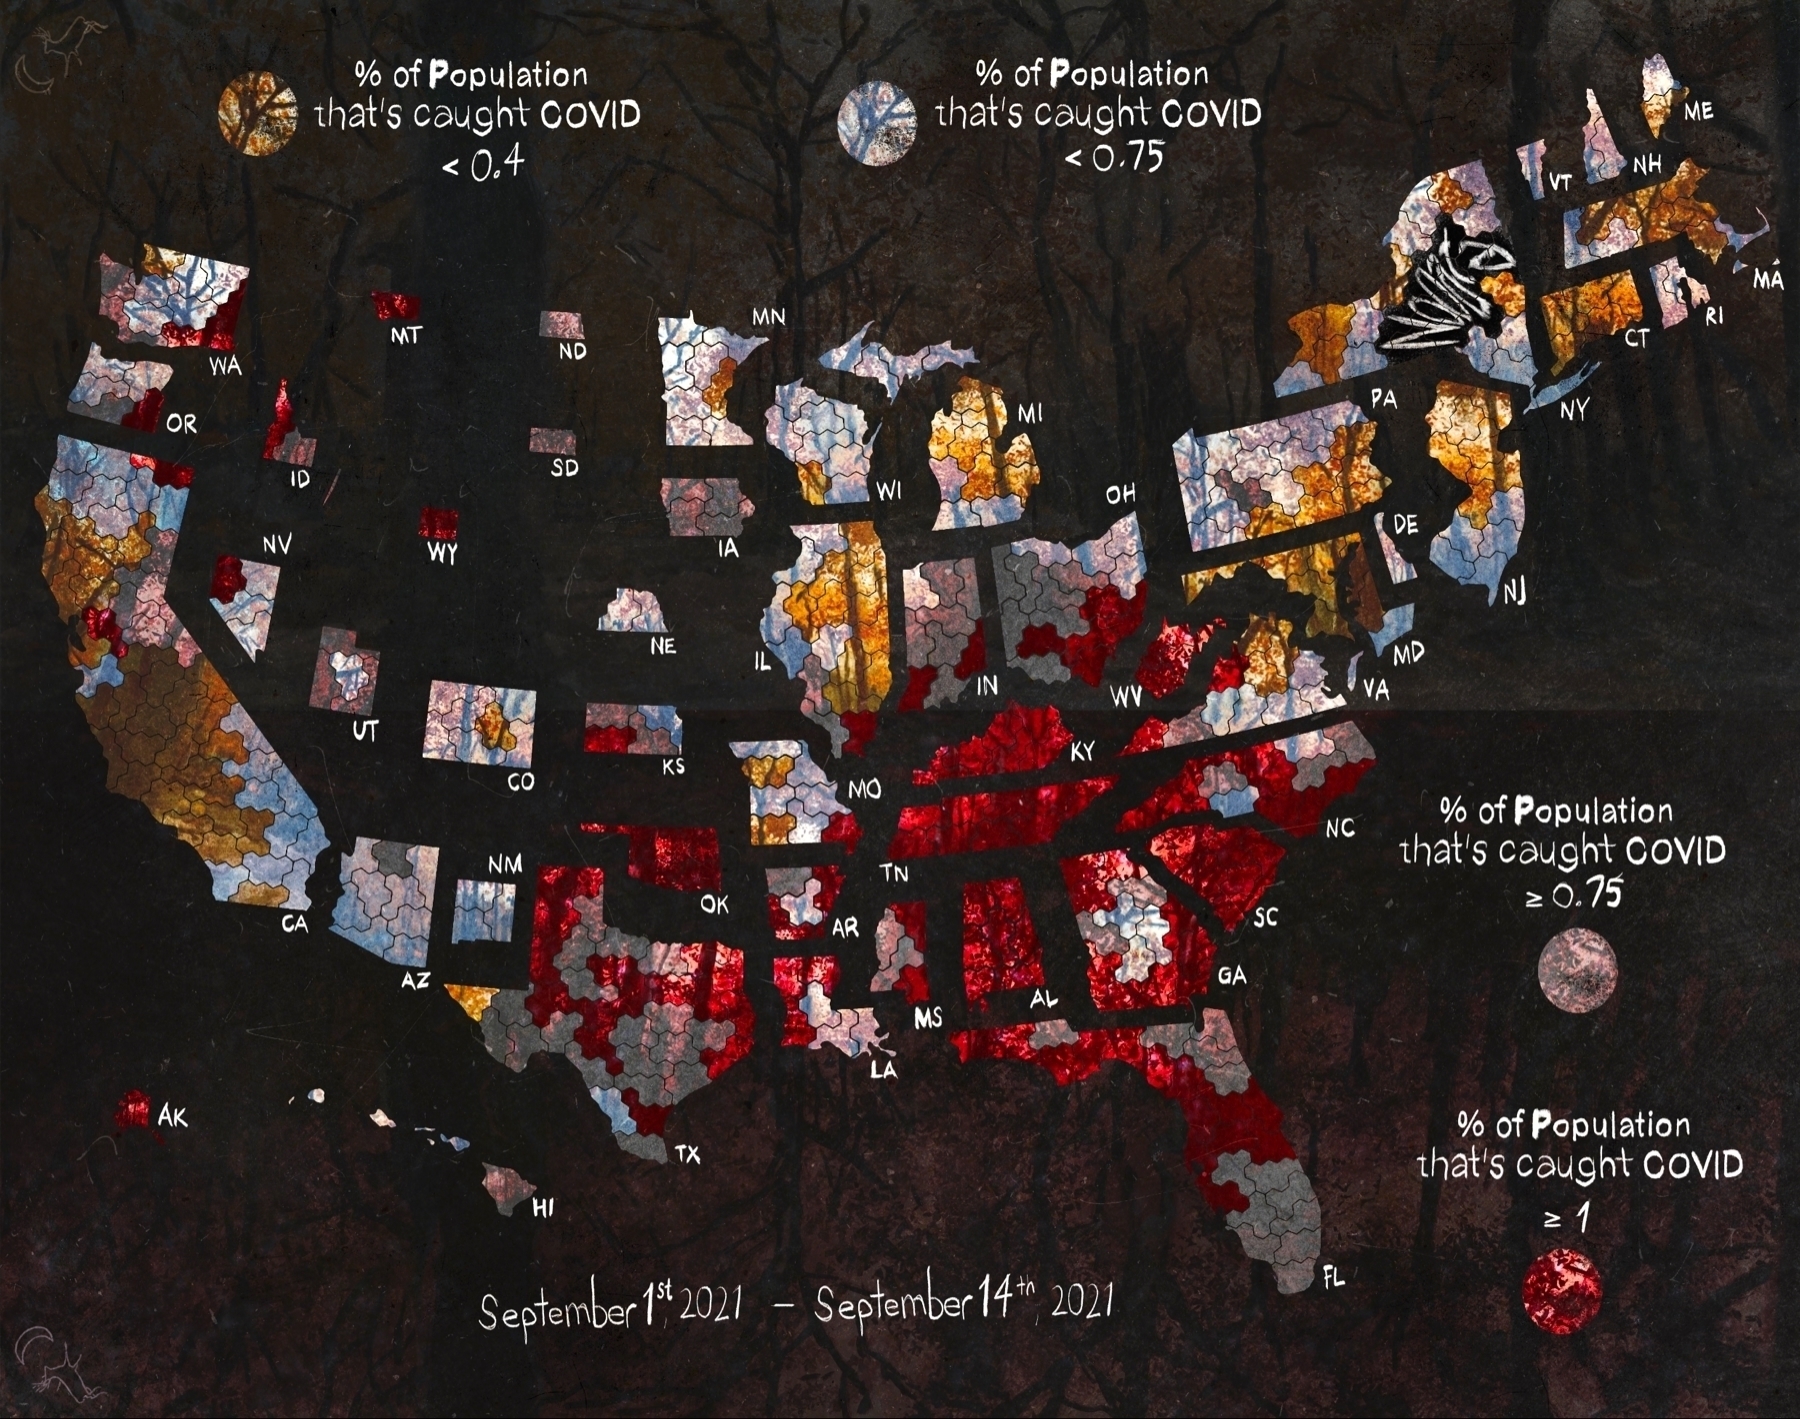 % of Population
that's caught COVID
< 0.4
% of Population
that's caught COVID
< 0.75
ME
NH
VT
MA
RI
CT
NY
PA
NJ
DE
MD
VA
WA
MT
ND
MN
OR
ID
SD
WI
MI
OH
NV
WY
IA
NE
IL
IN
WV
UT
CO
KS
MO
KY
NC
TN
CA
AZ
NM
OK
AR
SC
GA
AL
MS
LA
TX
FL
AK
HI
% of Population
that's caught COVID
≥ 0.75
% of Population
that's caught COVID
≥ 1
September 1st, 2021 – September 14th, 2021